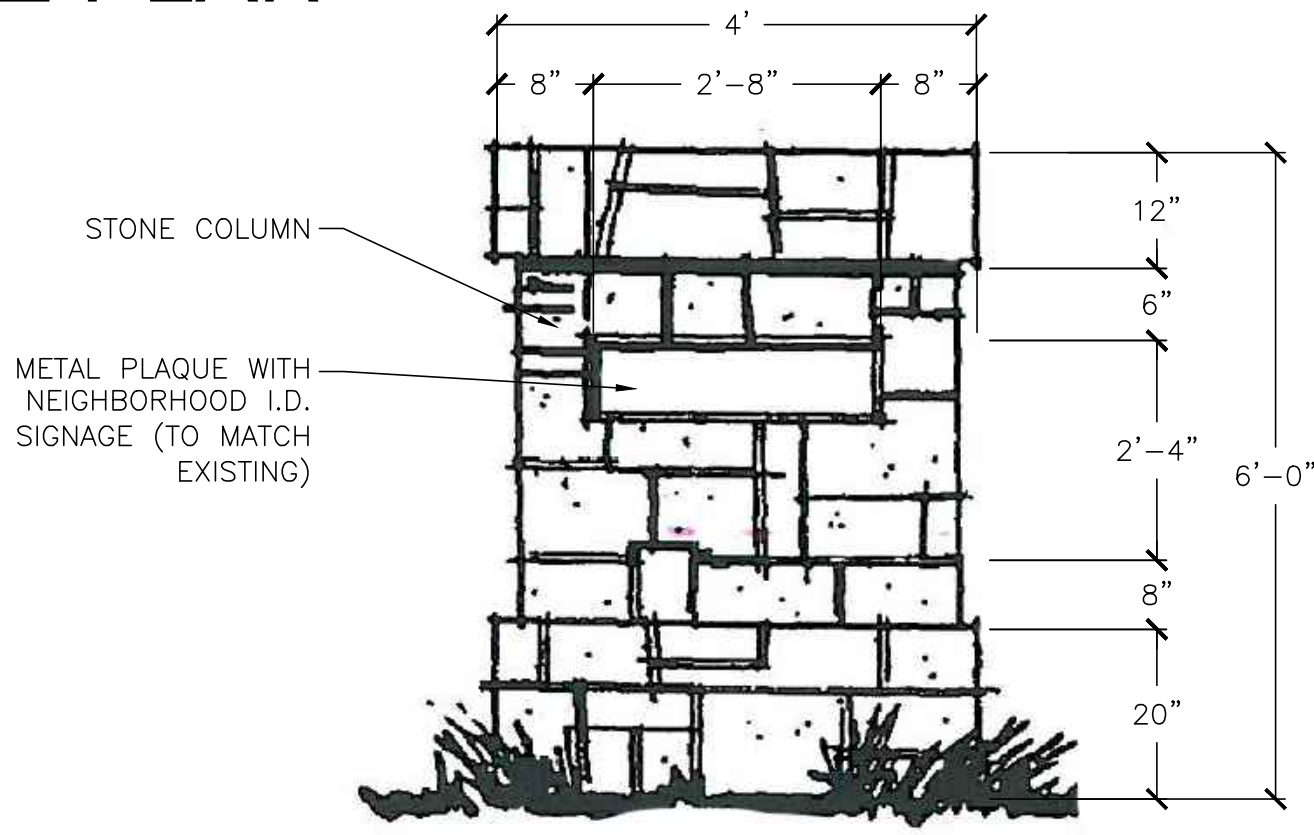 4'
8”
2'-8”
8”
12”
STONE COLUMN
6”
METAL PLAQUE WITH
NEIGHBORHOOD I.D.
SIGNAGE (TO MATCH
EXISTING)
2'-4”
6'-0”
8”
20”